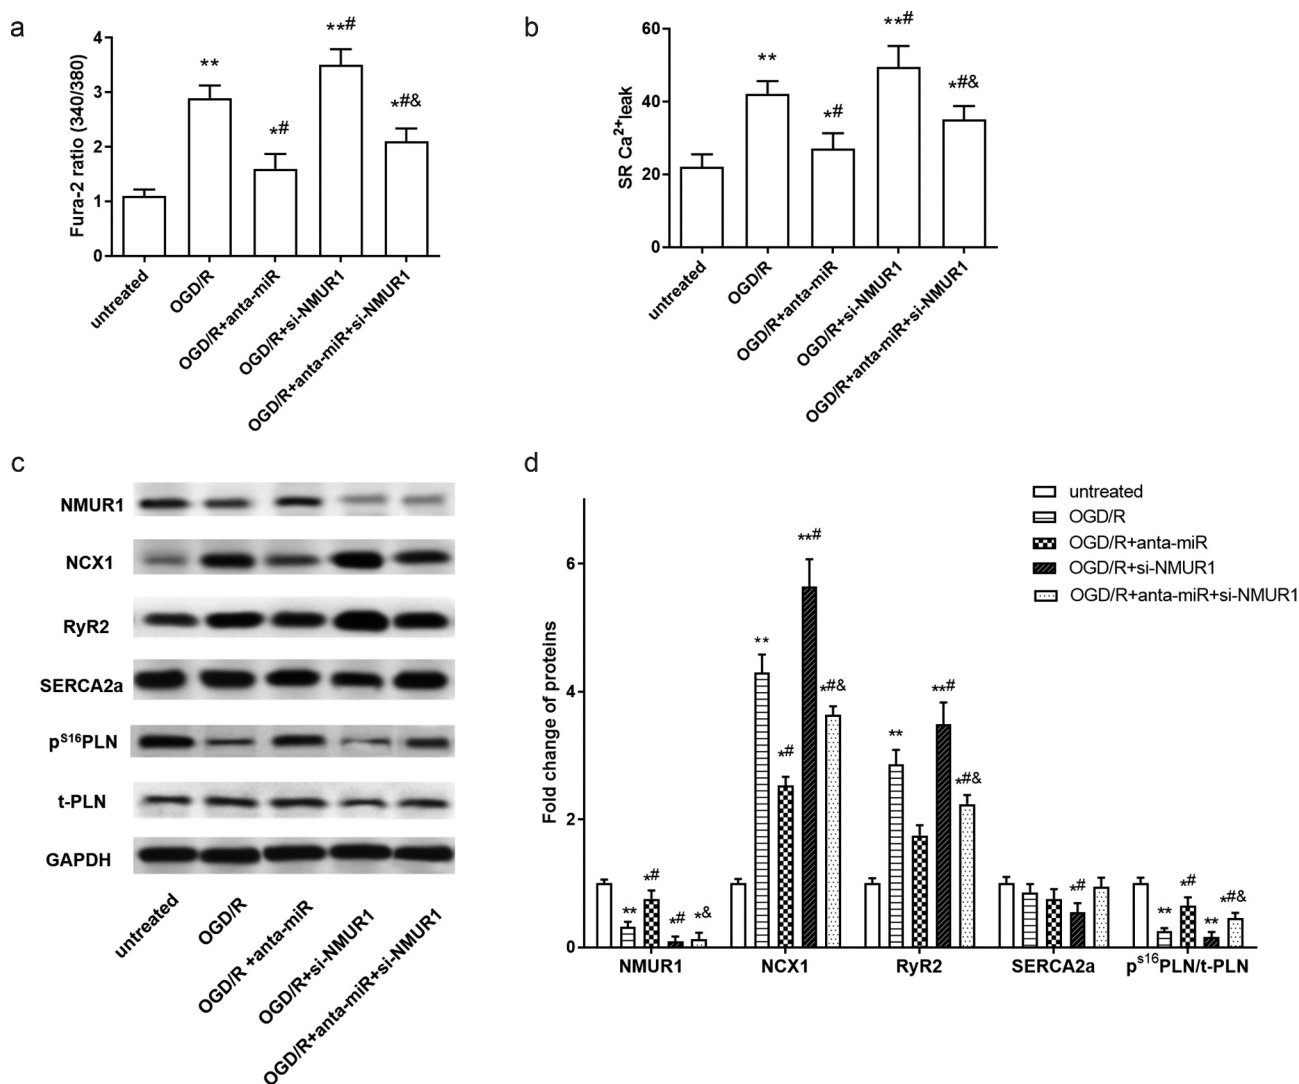 a
Fura-2 ratio (340/380)
4
3
2
1
0
**
*#
**#
*#&
untreated
OGD/R
OGD/R+anta-miR
OGD/R+si-NMUR1
OGD/R+anta-miR+si-NMUR1
b
SR Ca²⁺leak
60
40
20
0
**
*#
**#
*#&
untreated
OGD/R
OGD/R+anta-miR
OGD/R+si-NMUR1
OGD/R+anta-miR+si-NMUR1
c
NMUR1
NCX1
RyR2
SERCA2a
pˢ¹⁶PLN
t-PLN
GAPDH
untreated
OGD/R
OGD/R +anta-miR
OGD/R+si-NMUR1
OGD/R+anta-miR+si-NMUR1
d
untreated
OGD/R
OGD/R+anta-miR
OGD/R+si-NMUR1
OGD/R+anta-miR+si-NMUR1
Fold change of proteins
6
4
2
0
** *# *# *&
** *# **# *#&
** **# *#&
*#
** *# ** *#&
NMUR1 NCX1 RyR2 SERCA2a pˢ¹⁶PLN/t-PLN